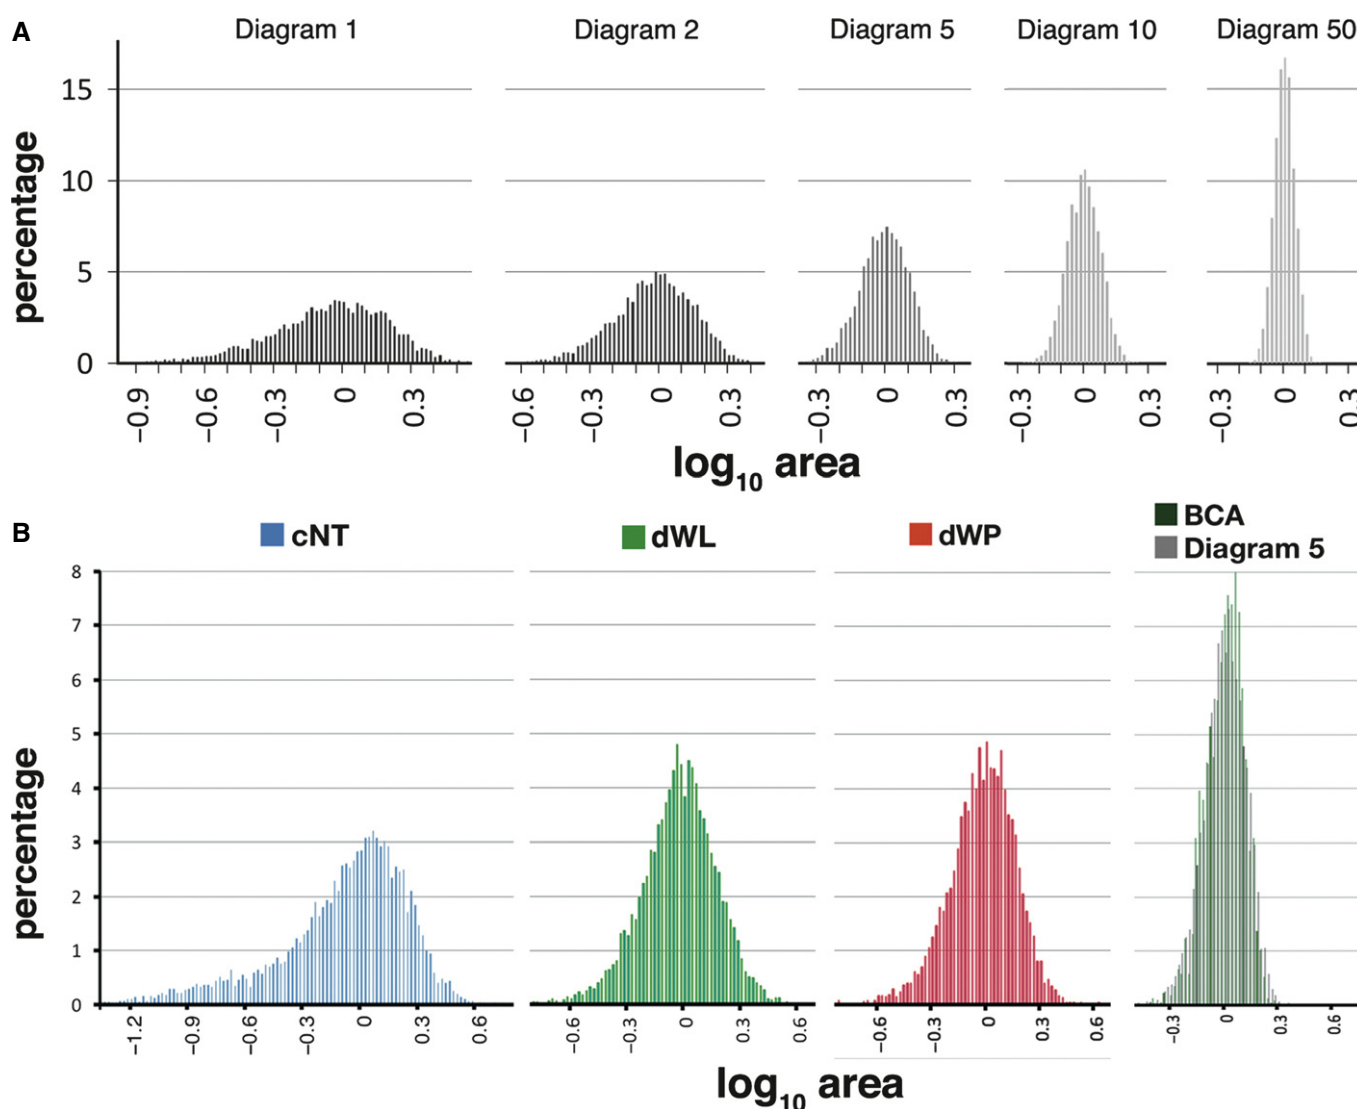 A
Diagram 1 Diagram 2 Diagram 5 Diagram 10 Diagram 50
percentage
15
10
5
0
−0.9 −0.6 −0.3 0 0.3 −0.6 −0.3 0 0.3 −0.3 0 0.3 −0.3 0 0.3 −0.3 0 0.3
log10 area
B
cNT dWL dWP BCA
Diagram 5
percentage
8
7
6
5
4
3
2
1
0
−1.2 −0.9 −0.6 −0.3 0 0.3 0.6 −0.6 −0.3 0 0.3 0.6 −0.6 −0.3 0 0.3 0.6 −0.3 0 0.3 0.6
log10 area